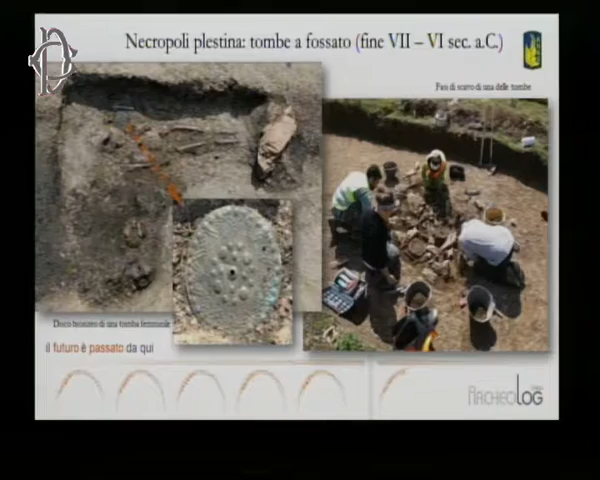 Necropoli plestina: tombe a fossato (fine VII – VI sec. a.C.)
Fasi di scavo di una delle tombe
Disco bronzeo di una tomba femminile
il futuro è passato da qui
ARCHEOLOG